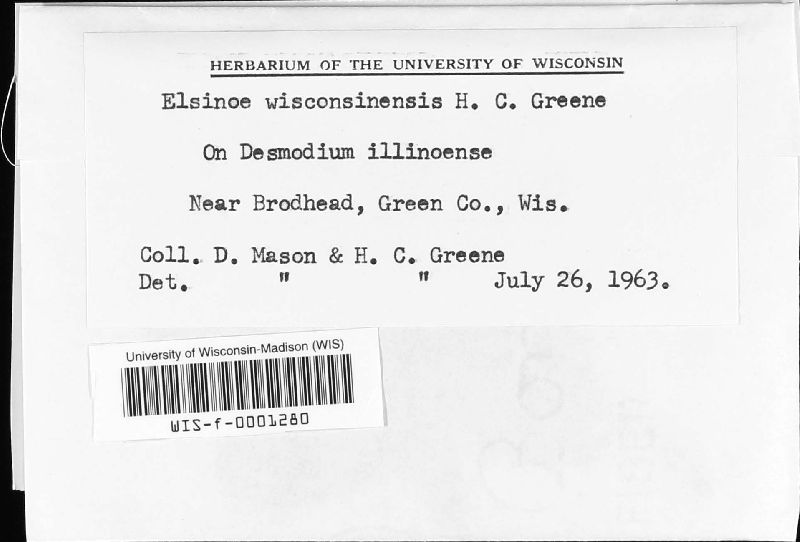 HERBARIUM OF THE UNIVERSITY OF WISCONSIN
Elsinoe wisconsinensis H. C. Greene
On Desmodium illinoense
Near Brodhead, Green Co., Wis.
Coll. D. Mason & H. C. Greene
Det. " " July 26, 1963.
University of Wisconsin-Madison (WIS)
WIS-f-0001280